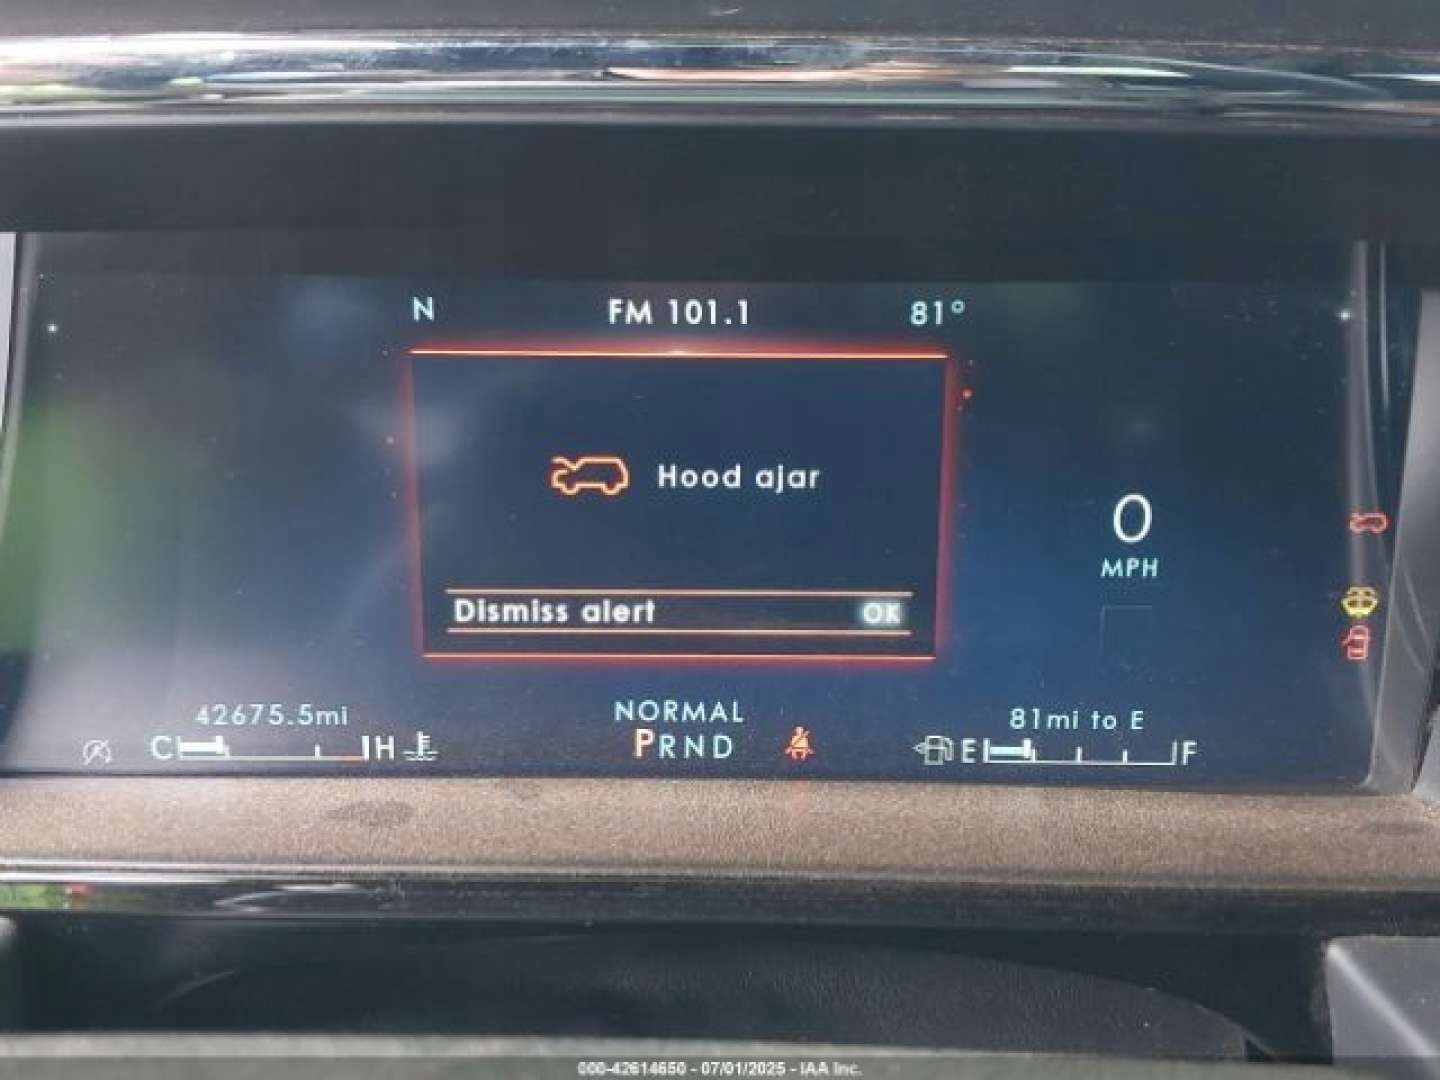 N FM 101.1 81°
Hood ajar
0
MPH
Dismiss alert OK
42675.5mi NORMAL 81mi to E
C H PRND E F
000-42614650 - 07/01/2025 - IAA Inc.